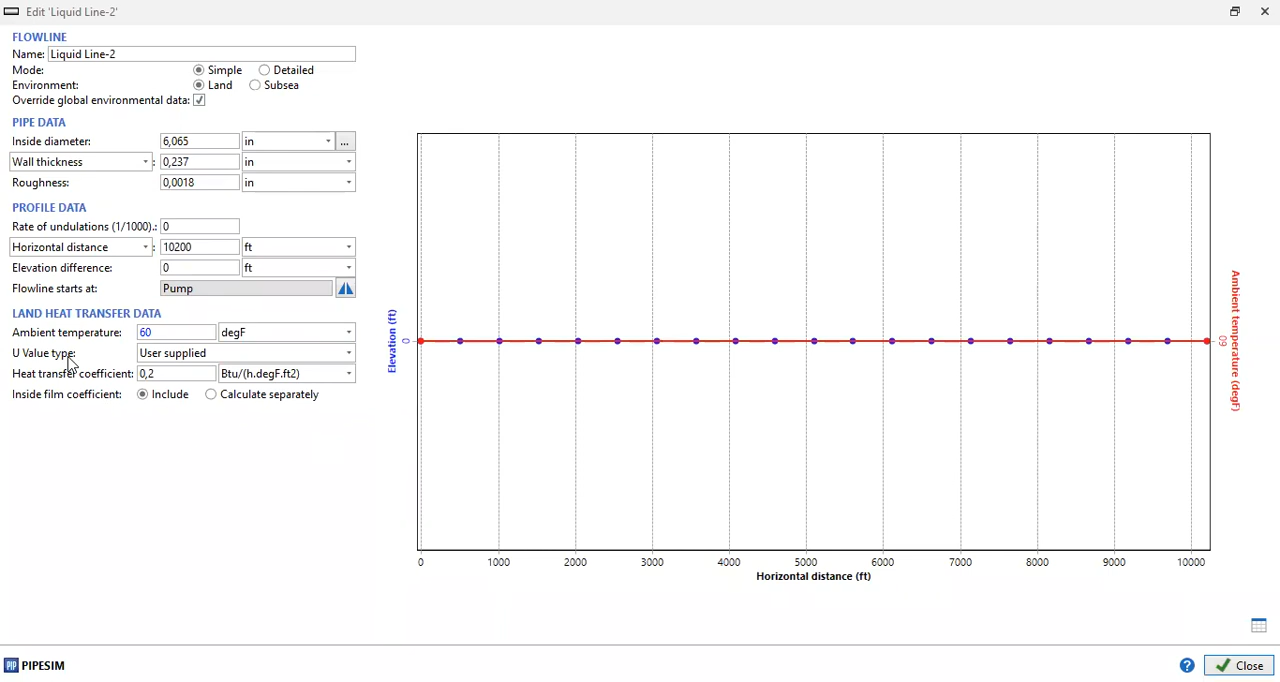 Edit 'Liquid Line-2'
FLOWLINE
Name: Liquid Line-2
Mode: Simple Detailed
Environment: Land Subsea
Override global environmental data:
PIPE DATA
Inside diameter: 6,065 in ...
Wall thickness : 0,237 in
Roughness: 0,0018 in
PROFILE DATA
Rate of undulations (1/1000).: 0
Horizontal distance : 10200 ft
Elevation difference: 0 ft
Flowline starts at: Pump
LAND HEAT TRANSFER DATA
Ambient temperature: 60 degF
U Value type: User supplied
Heat transfer coefficient: 0,2 Btu/(h.degF.ft2)
Inside film coefficient: Include Calculate separately
Elevation (ft)
0
60
Ambient temperature (degF)
0 1000 2000 3000 4000 5000 6000 7000 8000 9000 10000
Horizontal distance (ft)
PIP PIPESIM
? Close